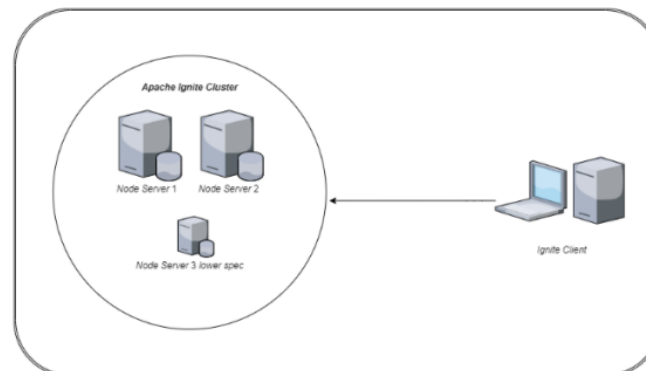 Apache Ignite Cluster
Node Server 1
Node Server 2
Node Server 3 lower spec
Ignite Client